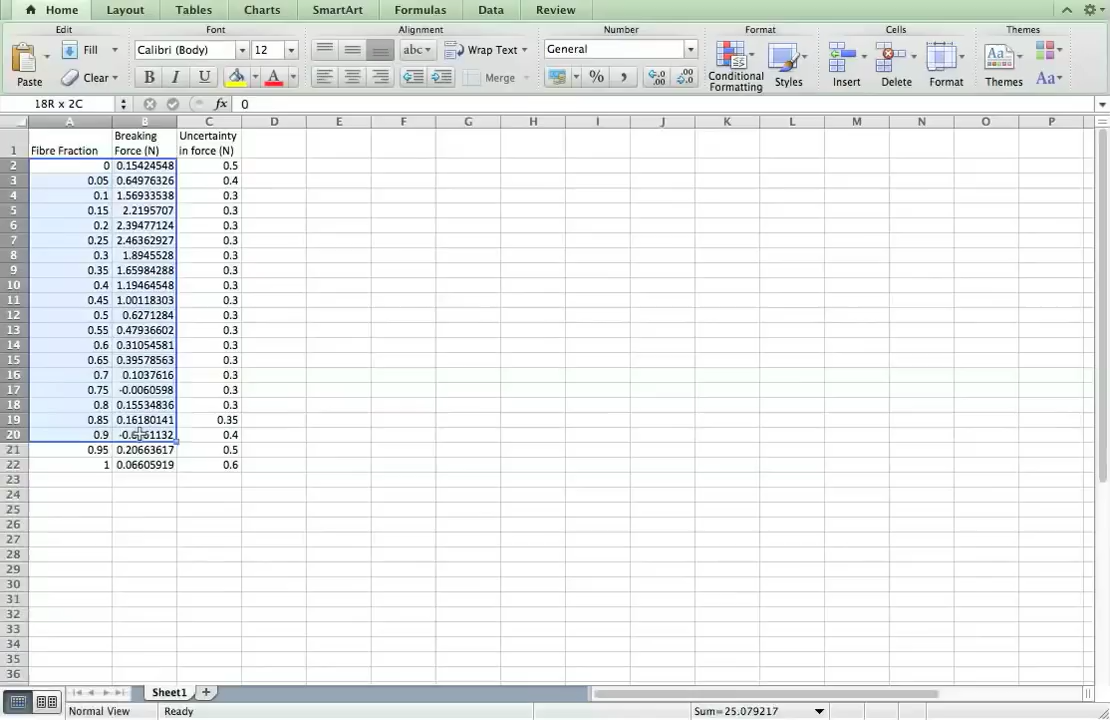 Home Layout Tables Charts SmartArt Formulas Data Review
Edit Font Alignment Number Format Cells Themes
Fill Calibri (Body) 12 abc Wrap Text General
Paste Clear B I U A Merge % , .0 .00 Conditional Formatting Styles Insert Delete Format Aa Themes Aa
18R x 2C fx 0
A B C D E F G H I J K L M N O P
1 Fibre Fraction Breaking Force (N) Uncertainty in force (N)
2 0 0.15424548 0.5
3 0.05 0.64976326 0.4
4 0.1 1.56933538 0.3
5 0.15 2.2195707 0.3
6 0.2 2.39477124 0.3
7 0.25 2.46362927 0.3
8 0.3 1.8945528 0.3
9 0.35 1.65984288 0.3
10 0.4 1.19464548 0.3
11 0.45 1.00118303 0.3
12 0.5 0.6271284 0.3
13 0.55 0.47936602 0.3
14 0.6 0.31054581 0.3
15 0.65 0.39578563 0.3
16 0.7 0.1037616 0.3
17 0.75 -0.0060598 0.3
18 0.8 0.15534836 0.3
19 0.85 0.16180141 0.35
20 0.9 0.4
21 0.95 0.20663617 0.5
22 1 0.06605919 0.6
23
24
25
26
27
28
29
30
31
32
33
34
35
36
Sheet1
Normal View Ready Sum=25.079217